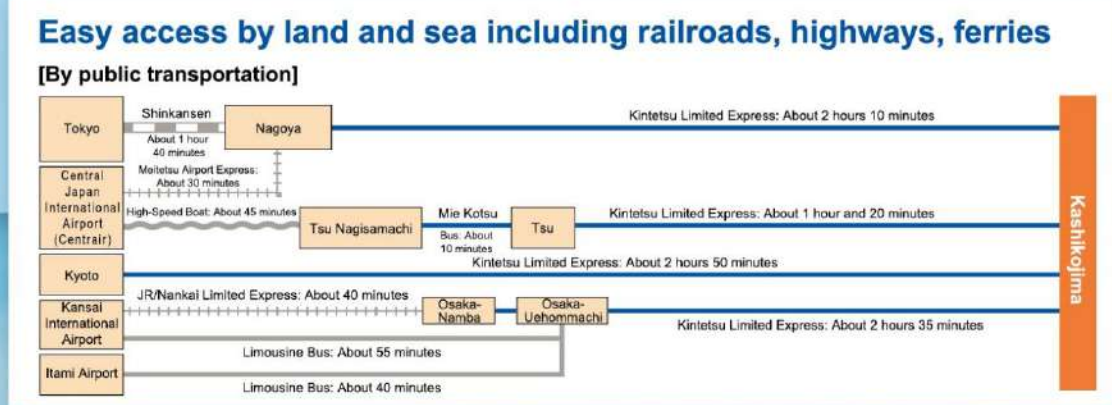 Easy access by land and sea including railroads, highways, ferries
[By public transportation]
Tokyo
Shinkansen
About 1 hour
40 minutes
Nagoya
Kintetsu Limited Express: About 2 hours 10 minutes
Central
Japan
International
Airport
(Centrair)
Meitetsu Airport Express:
About 30 minutes
High-Speed Boat: About 45 minutes
Tsu Nagisamachi
Mie Kotsu
Bus: About
10 minutes
Tsu
Kintetsu Limited Express: About 1 hour and 20 minutes
Kyoto
Kintetsu Limited Express: About 2 hours 50 minutes
Kansai
International
Airport
JR/Nankai Limited Express: About 40 minutes
Osaka-
Namba
Osaka-
Uehommachi
Kintetsu Limited Express: About 2 hours 35 minutes
Limousine Bus: About 55 minutes
Itami Airport
Limousine Bus: About 40 minutes
Kashikojima